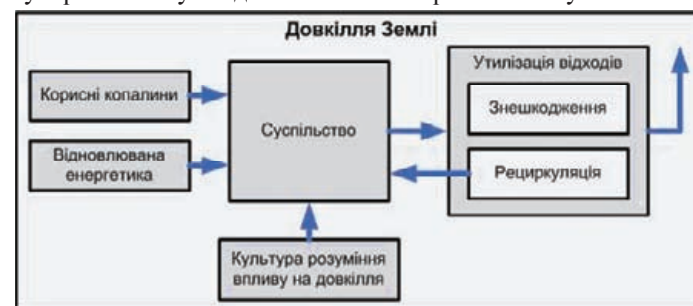 Довкілля Землі
Корисні копалини
Відновлювана
енергетика
Суспільство
Утилізація відходів
Знешкодження
Рециркуляція
Культура розуміння
впливу на довкілля